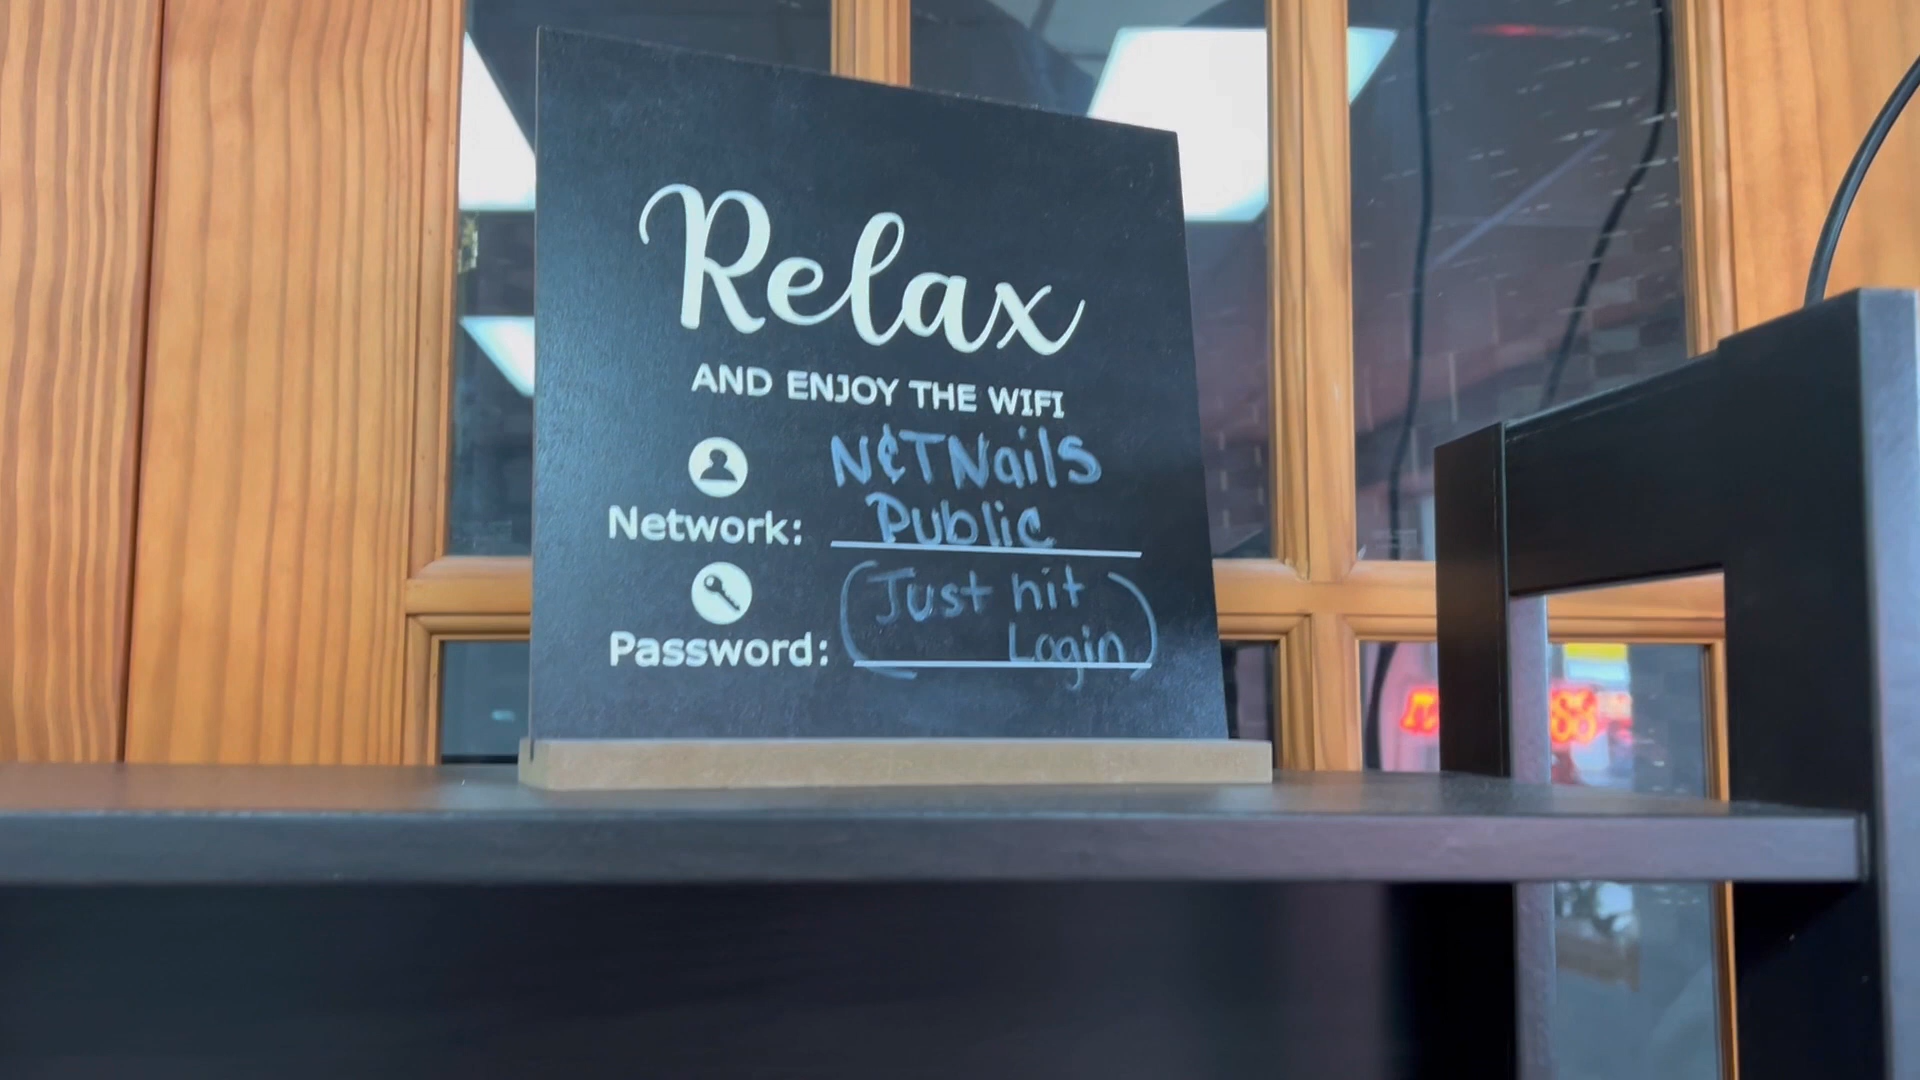 Relax
AND ENJOY THE WIFI
N&TNails
Network: Public
(Just hit
Password: Login)